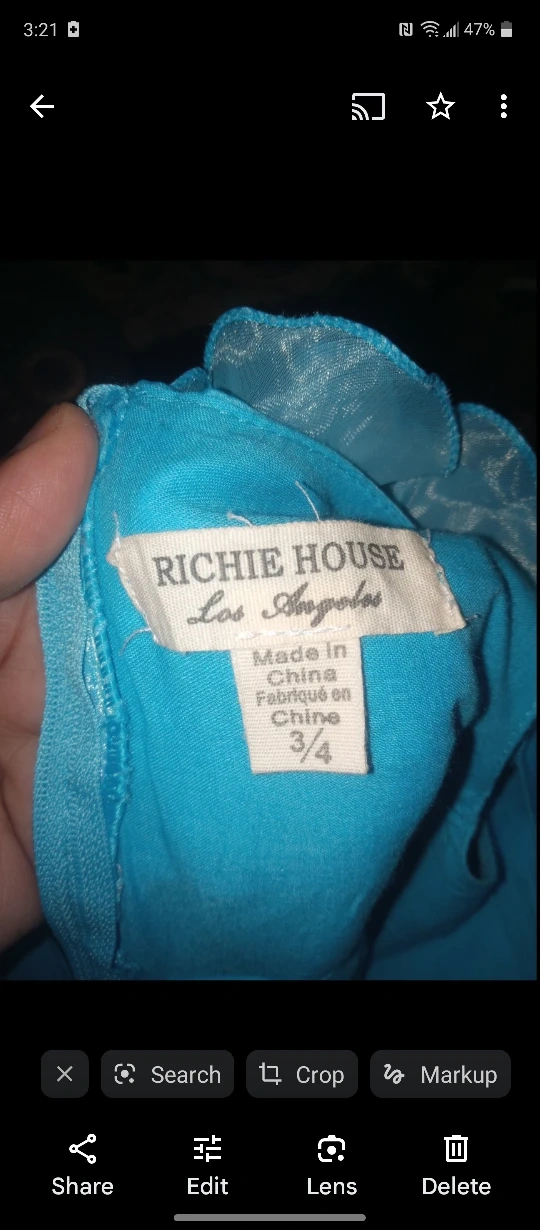 3:21
47%
RICHIE HOUSE
Los Angeles
Made in
China
Fabriqué en
Chine
3/4
Search
Crop
Markup
Share
Edit
Lens
Delete